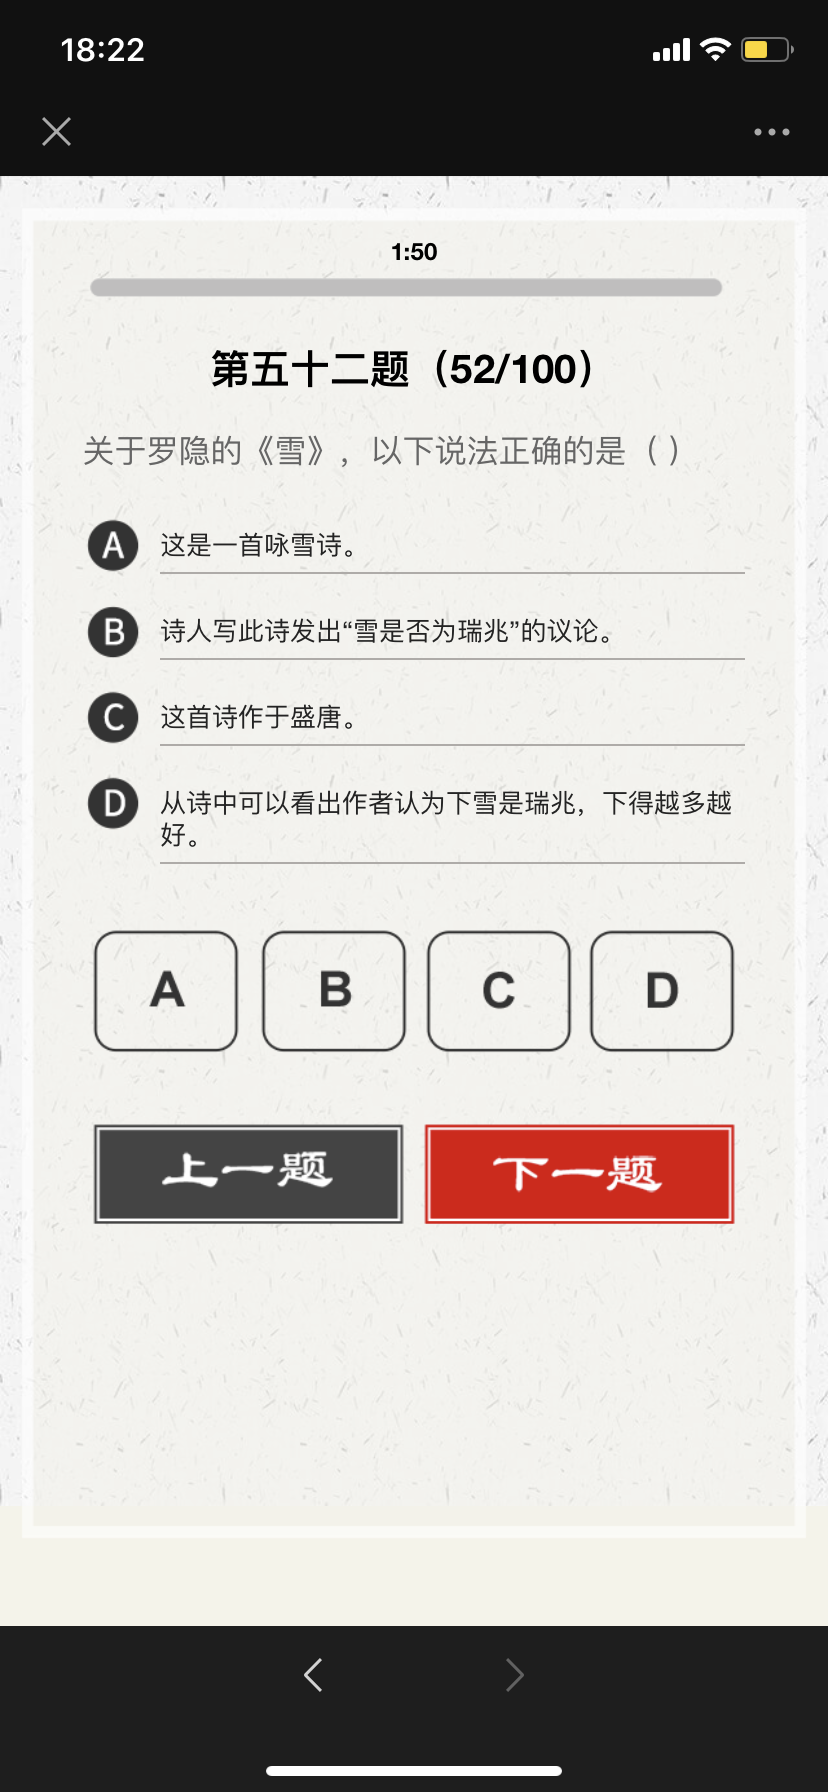 18:22
1:50
第五十二题（52/100）
关于罗隐的《雪》，以下说法正确的是（ ）
A 这是一首咏雪诗。
B 诗人写此诗发出“雪是否为瑞兆”的议论。
C 这首诗作于盛唐。
D 从诗中可以看出作者认为下雪是瑞兆，下得越多越
好。
A B C D
上一题 下一题